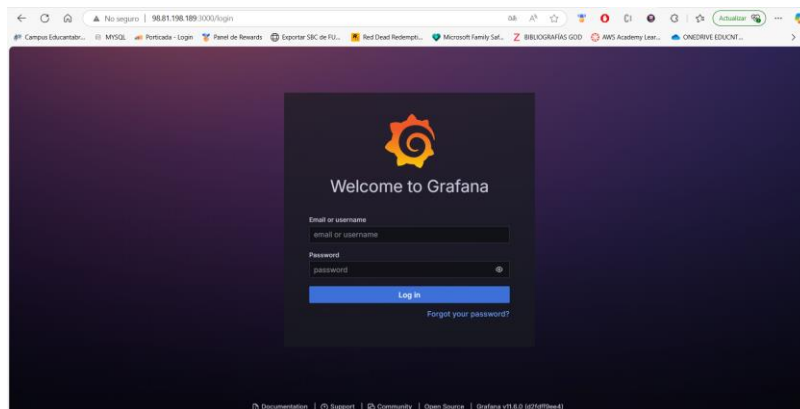 No seguro | 98.81.198.189:3000/login
Actualizar
Campus Educantabr... MYSQL Porticada - Login Panel de Rewards Exportar SBC de FU... Red Dead Redempti... Microsoft Family Saf... BIBLIOGRAFÍAS GOD AWS Academy Lear... ONEDRIVE EDUCNT...
Welcome to Grafana
Email or username
email or username
Password
password
Log in
Forgot your password?
Documentation | Support | Community | Open Source | Grafana v11.6.0